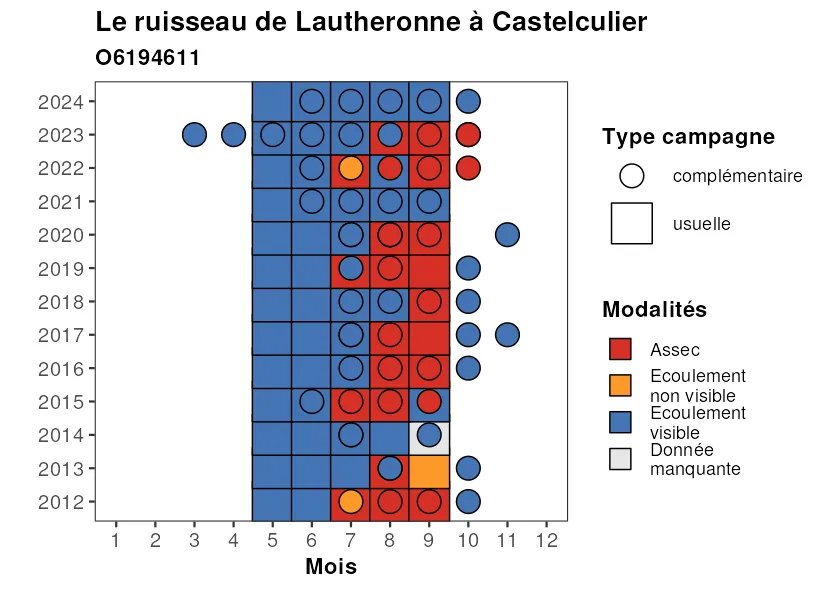 Le ruisseau de Lautheronne à Castelculier
O6194611
2024
2023
2022
2021
2020
2019
2018
2017
2016
2015
2014
2013
2012
1 2 3 4 5 6 7 8 9 10 11 12
Mois
Type campagne
complémentaire
usuelle
Modalités
Assec
Ecoulement
non visible
Ecoulement
visible
Donnée
manquante